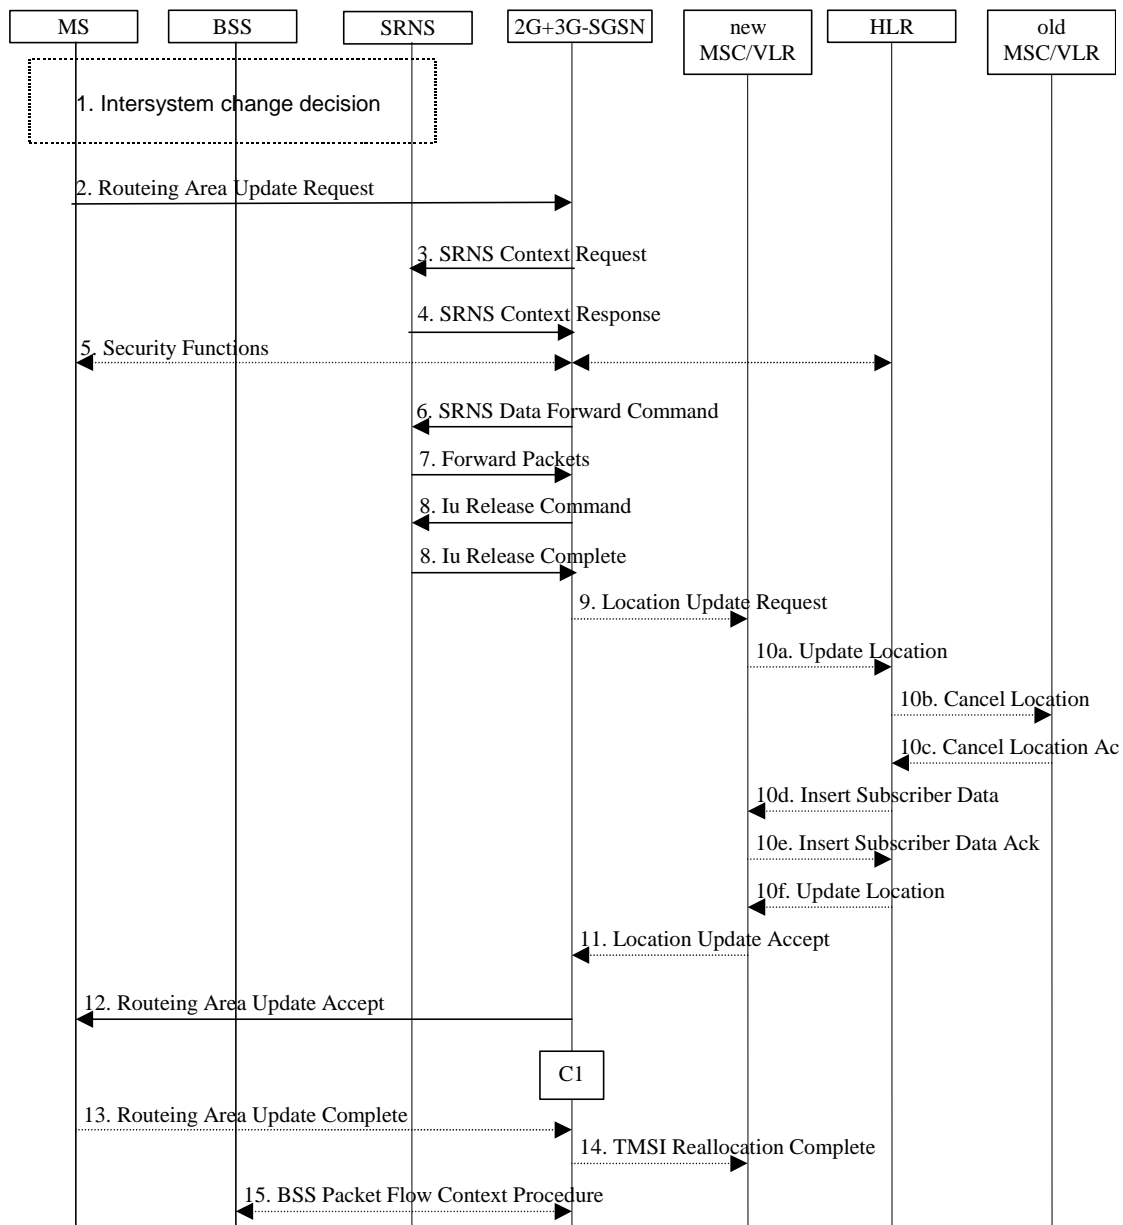 MS BSS SRNS 2G+3G-SGSN new MSC/VLR HLR old MSC/VLR
1. Intersystem change decision
2. Routeing Area Update Request
3. SRNS Context Request
4. SRNS Context Response
5. Security Functions
6. SRNS Data Forward Command
7. Forward Packets
8. Iu Release Command
8. Iu Release Complete
9. Location Update Request
10a. Update Location
10b. Cancel Location
10c. Cancel Location Ac
10d. Insert Subscriber Data
10e. Insert Subscriber Data Ack
10f. Update Location
11. Location Update Accept
12. Routeing Area Update Accept
C1
13. Routeing Area Update Complete
14. TMSI Reallocation Complete
15. BSS Packet Flow Context Procedure